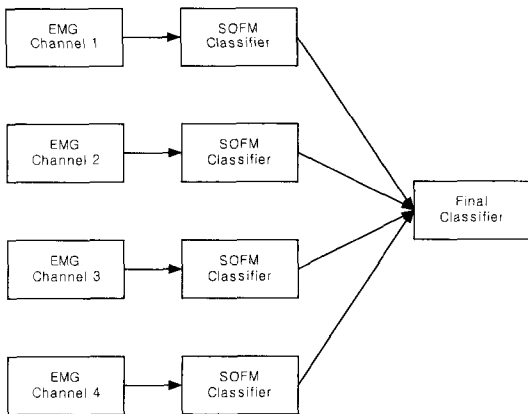 EMG
Channel 1
SOFM
Classifier
EMG
Channel 2
SOFM
Classifier
Final
Classifier
EMG
Channel 3
SOFM
Classifier
EMG
Channel 4
SOFM
Classifier